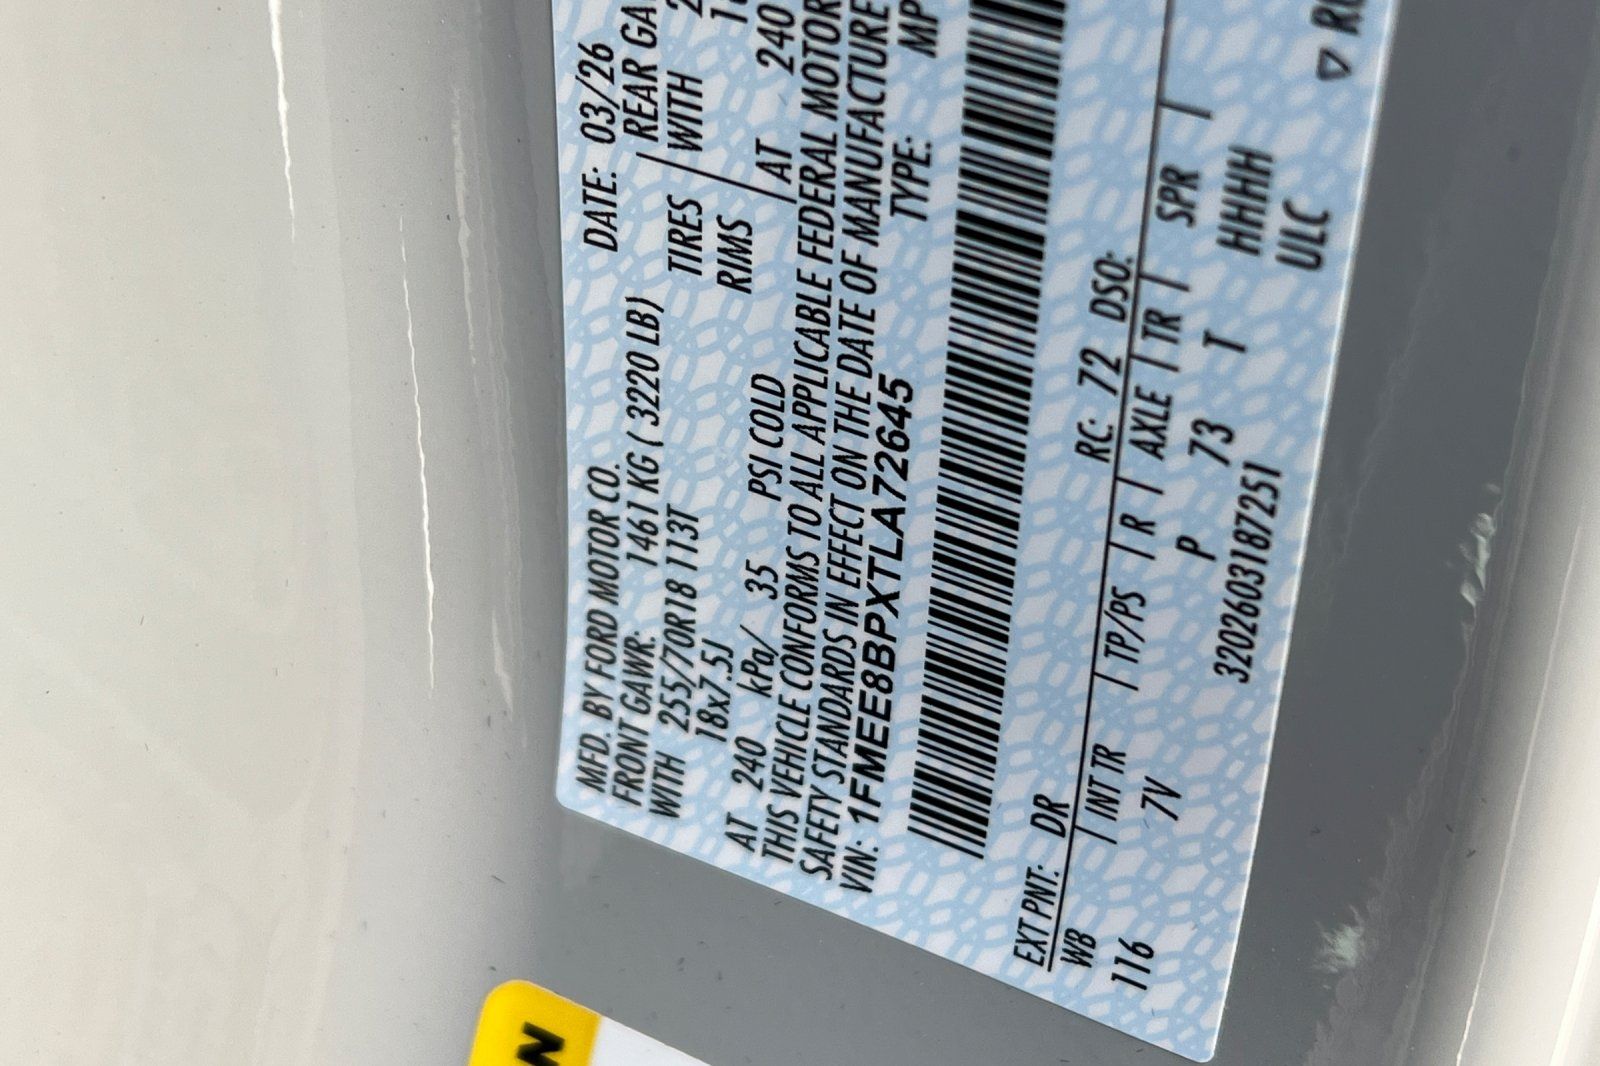 MFD. BY FORD MOTOR CO. DATE: 03/26
FRONT GAWR: 1461 KG ( 3220 LB) REAR GA
WITH 255/70R18 113T TIRES WITH 2
18x7.5J RIMS 18
AT 240 kPa/ 35 PSI COLD AT 240
THIS VEHICLE CONFORMS TO ALL APPLICABLE FEDERAL MOTOR
SAFETY STANDARDS IN EFFECT ON THE DATE OF MANUFACTURE
VIN: 1FMEE8BPXTLA72645 TYPE: MP
EXT PNT: DR RC: 72 DSO:
WB | INT TR | TP/PS | R | AXLE | TR | SPR |
116 7V P 73 T HHHH
3202603187251 ULC
▽ R
N